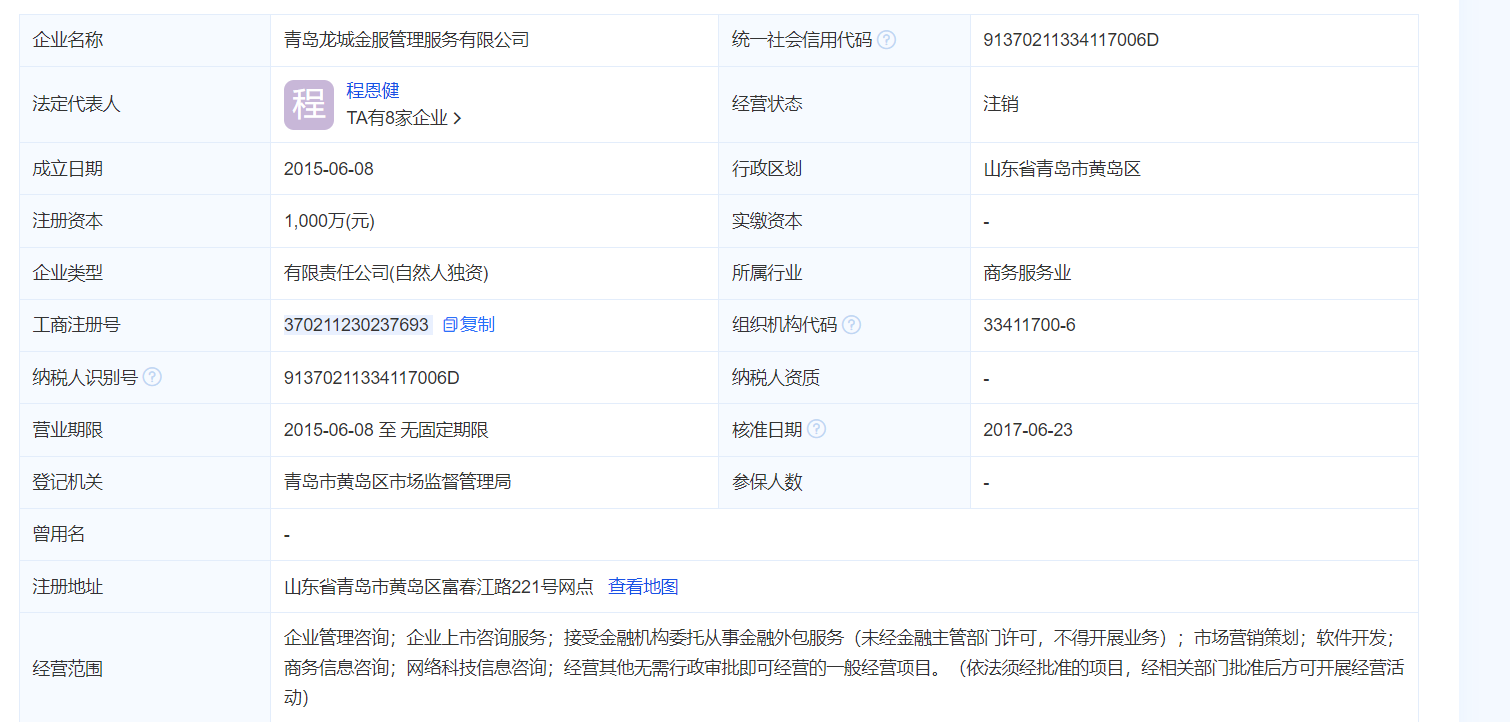 企业名称 青岛龙城金服管理服务有限公司 统一社会信用代码 91370211334117006D
法定代表人 程 程恩健 TA有8家企业 经营状态 注销
成立日期 2015-06-08 行政区划 山东省青岛市黄岛区
注册资本 1,000万(元) 实缴资本 -
企业类型 有限责任公司(自然人独资) 所属行业 商务服务业
工商注册号 370211230237693 复制 组织机构代码 33411700-6
纳税人识别号 91370211334117006D 纳税人资质 -
营业期限 2015-06-08 至 无固定期限 核准日期 2017-06-23
登记机关 青岛市黄岛区市场监督管理局 参保人数 -
曾用名 -
注册地址 山东省青岛市黄岛区富春江路221号网点 查看地图
经营范围 企业管理咨询；企业上市咨询服务；接受金融机构委托从事金融外包服务（未经金融主管部门许可，不得开展业务）；市场营销策划；软件开发；
商务信息咨询；网络科技信息咨询；经营其他无需行政审批即可经营的一般经营项目。（依法须经批准的项目，经相关部门批准后方可开展经营活
动）